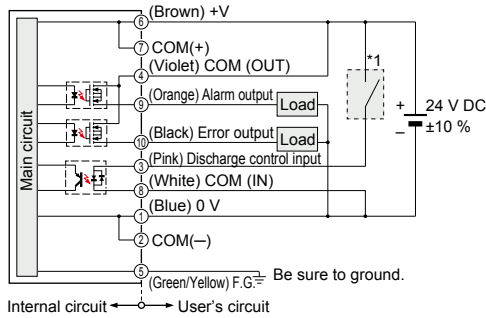 (Brown) +V
6
7 COM(+)
(Violet) COM (OUT)
4
*1
(Orange) Alarm output
9
Load
+
24 V DC
±10 %
–
(Black) Error output
10
Load
(Pink) Discharge control input
3
(White) COM (IN)
8
(Blue) 0 V
1
2 COM(−)
5
(Green/Yellow) F.G.
Be sure to ground.
Main circuit
Internal circuit
User's circuit